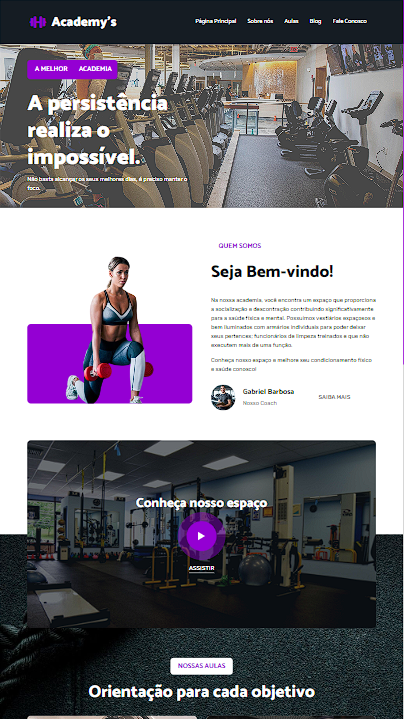 Academy's
Página Principal
Sobre nós
Aulas
Blog
Fale Conosco
A MELHOR ACADEMIA
A persistência
realiza o
impossível.
Não basta alcançar os seus melhores dias, é preciso manter o
foco.
QUEM SOMOS
Seja Bem-vindo!
Na nossa academia, você encontra um espaço que proporciona
a socialização e descontração contribuindo significativamente
para a saúde física e mental. Possuímos vestiários espaçosos e
bem iluminados com armários individuais para poder deixar
seus pertences; funcionários de limpeza treinados e que não
executem mais de uma função.
Conheça nosso espaço e melhore seu condicionamento físico
e saúde conosco!
Gabriel Barbosa
Nosso Coach
SAIBA MAIS
Conheça nosso espaço
ASSISTIR
NOSSAS AULAS
Orientação para cada objetivo